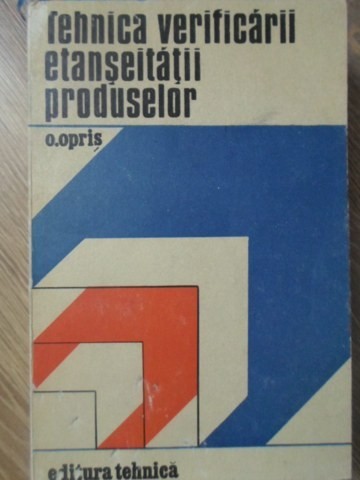 Tehnica verificării
etanşeităţii
produselor
o.opriş
editura tehnică